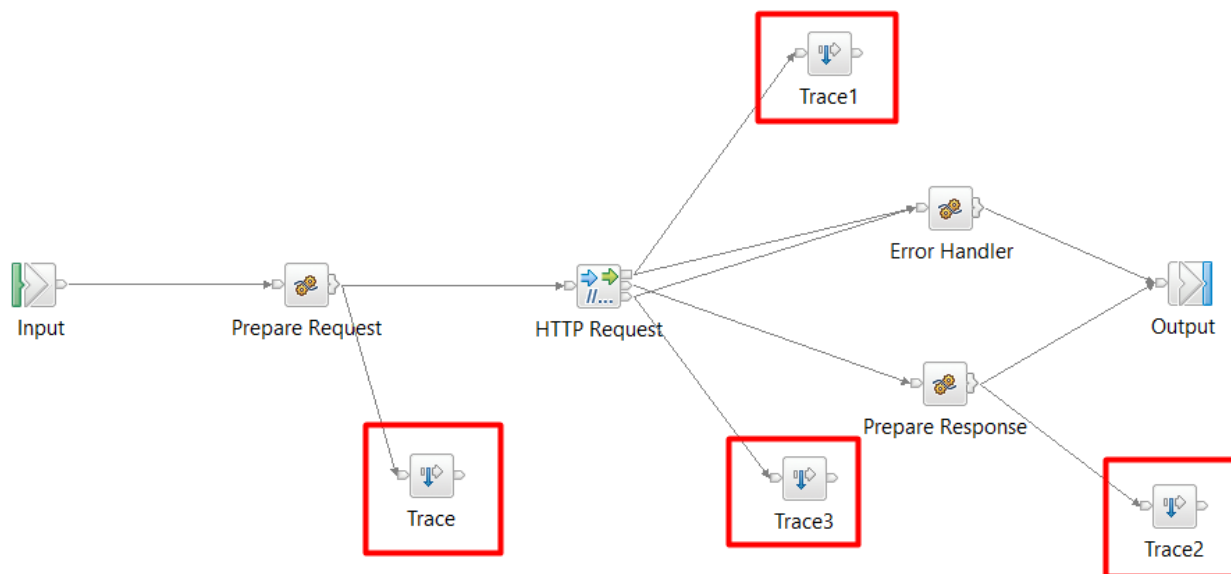 Trace1
Error Handler
Input
Prepare Request
//...
HTTP Request
Output
Prepare Response
Trace
Trace3
Trace2